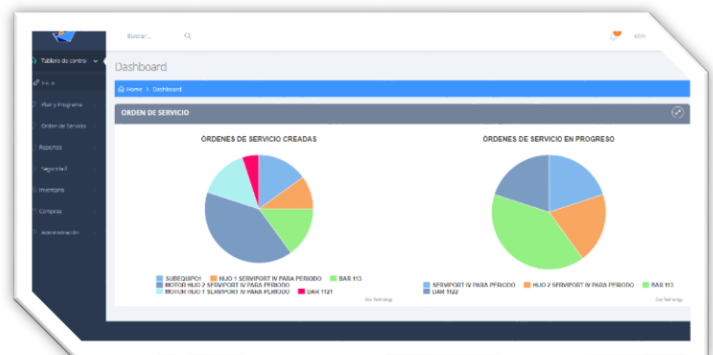 Buscar...
Tablero de control
Dashboard
Inicio
Home > Dashboard
Plan y Programa
ORDEN DE SERVICIO
Orden de Servicio
ÓRDENES DE SERVICIO CREADAS
ÓRDENES DE SERVICIO EN PROGRESO
Reportes
Seguridad
Inventario
Compras
Administración
SUBEQUIPO1 HIJO 1 SERVIPORT IV PARA PERIODO BAR 113
MOTOR HIJO 2 SERVIPORT IV PARA PERIODO
MOTOR HIJO 1 SERVIPORT IV PARA PERIODO BAR 1121
SERVIPORT IV PARA PERIODO HIJO 2 SERVIPORT IV PARA PERIODO BAR 113
BAR 1122